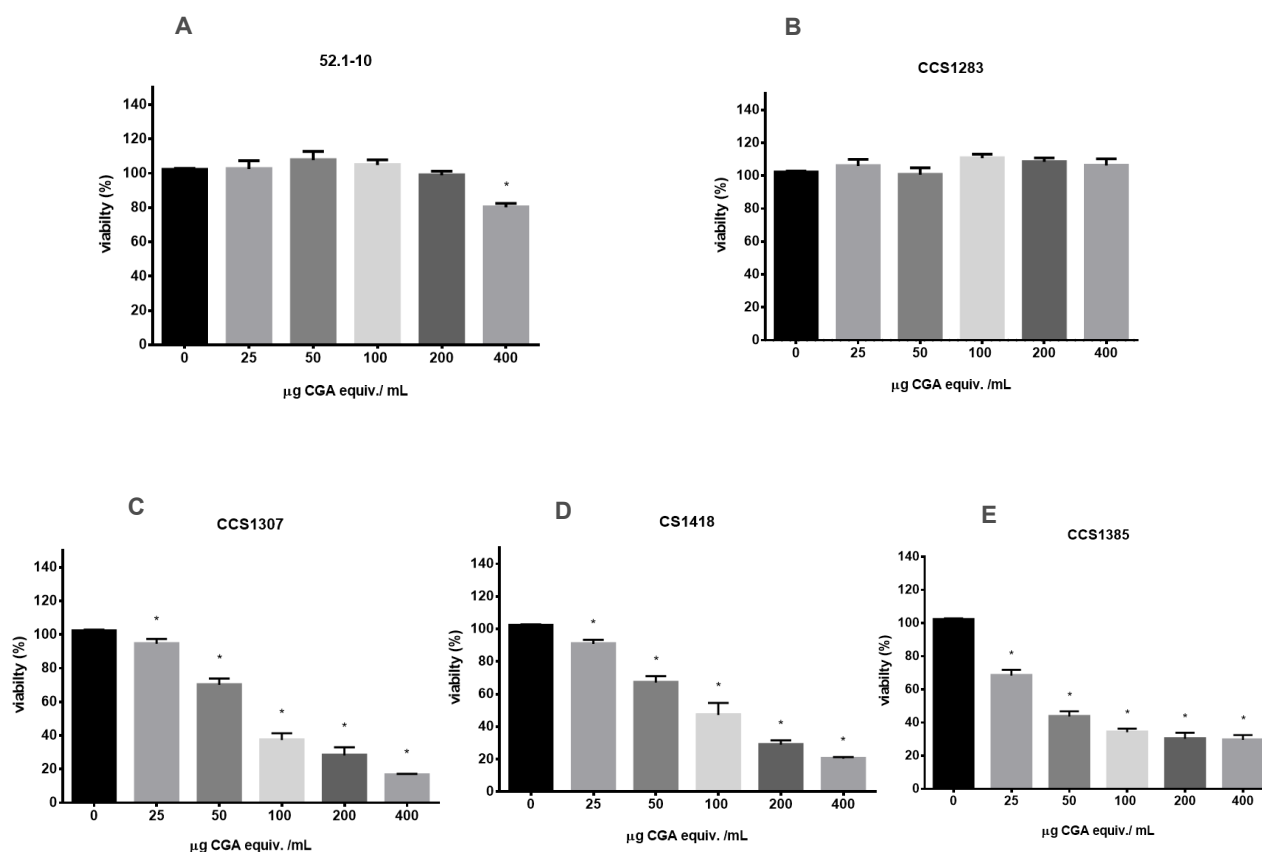 A
52.1-10
140
120
100
80
60
40
20
0
viabilty (%)
0 25 50 100 200 400
*
μg CGA equiv./ mL
B
CCS1283
140
120
100
80
60
40
20
0
viabilty (%)
0 25 50 100 200 400
μg CGA equiv. /mL
C
CCS1307
140
120
100
80
60
40
20
0
viabilty (%)
* * * * *
0 25 50 100 200 400
μg CGA equiv. /mL
D
CS1418
140
120
100
80
60
40
20
0
viabilty (%)
* * * * *
0 25 50 100 200 400
μg CGA equiv./ mL
E
CCS1385
140
120
100
80
60
40
20
0
viabilty (%)
* * * * *
0 25 50 100 200 400
μg CGA equiv. /mL